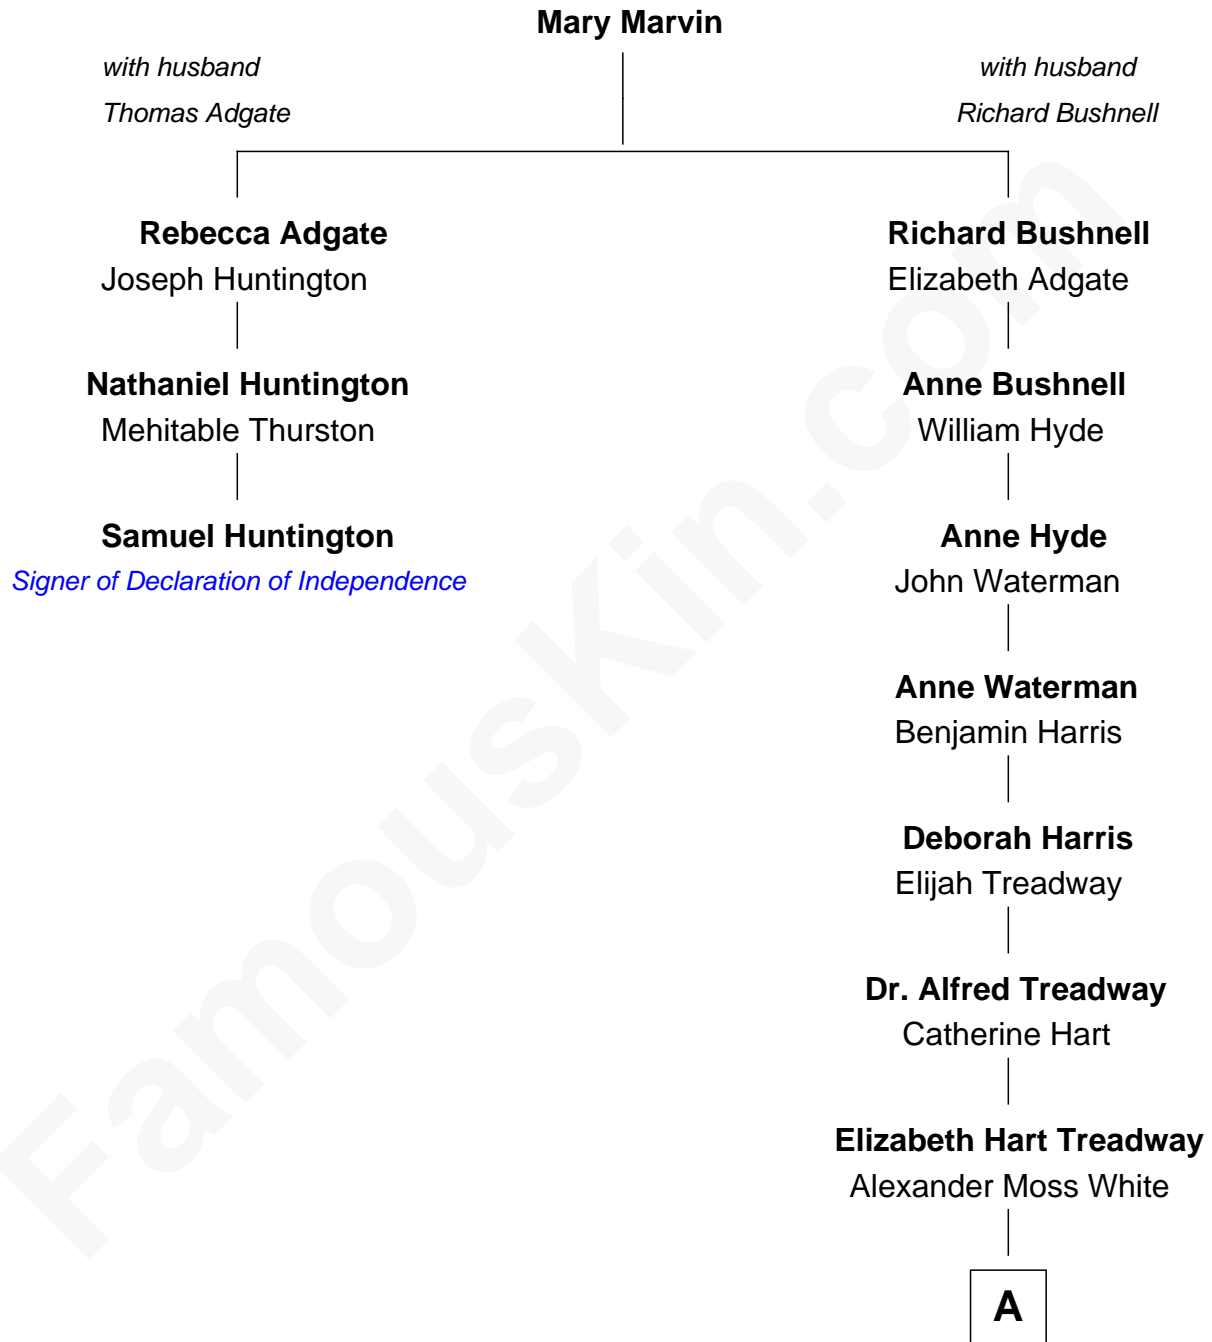 Mary Marvin
with husband
Thomas Adgate
with husband
Richard Bushnell
Rebecca Adgate
Joseph Huntington
Nathaniel Huntington
Mehitable Thurston
Samuel Huntington
Signer of Declaration of Independence
Richard Bushnell
Elizabeth Adgate
Anne Bushnell
William Hyde
Anne Hyde
John Waterman
Anne Waterman
Benjamin Harris
Deborah Harris
Elijah Treadway
Dr. Alfred Treadway
Catherine Hart
Elizabeth Hart Treadway
Alexander Moss White
A
FamousKin.com